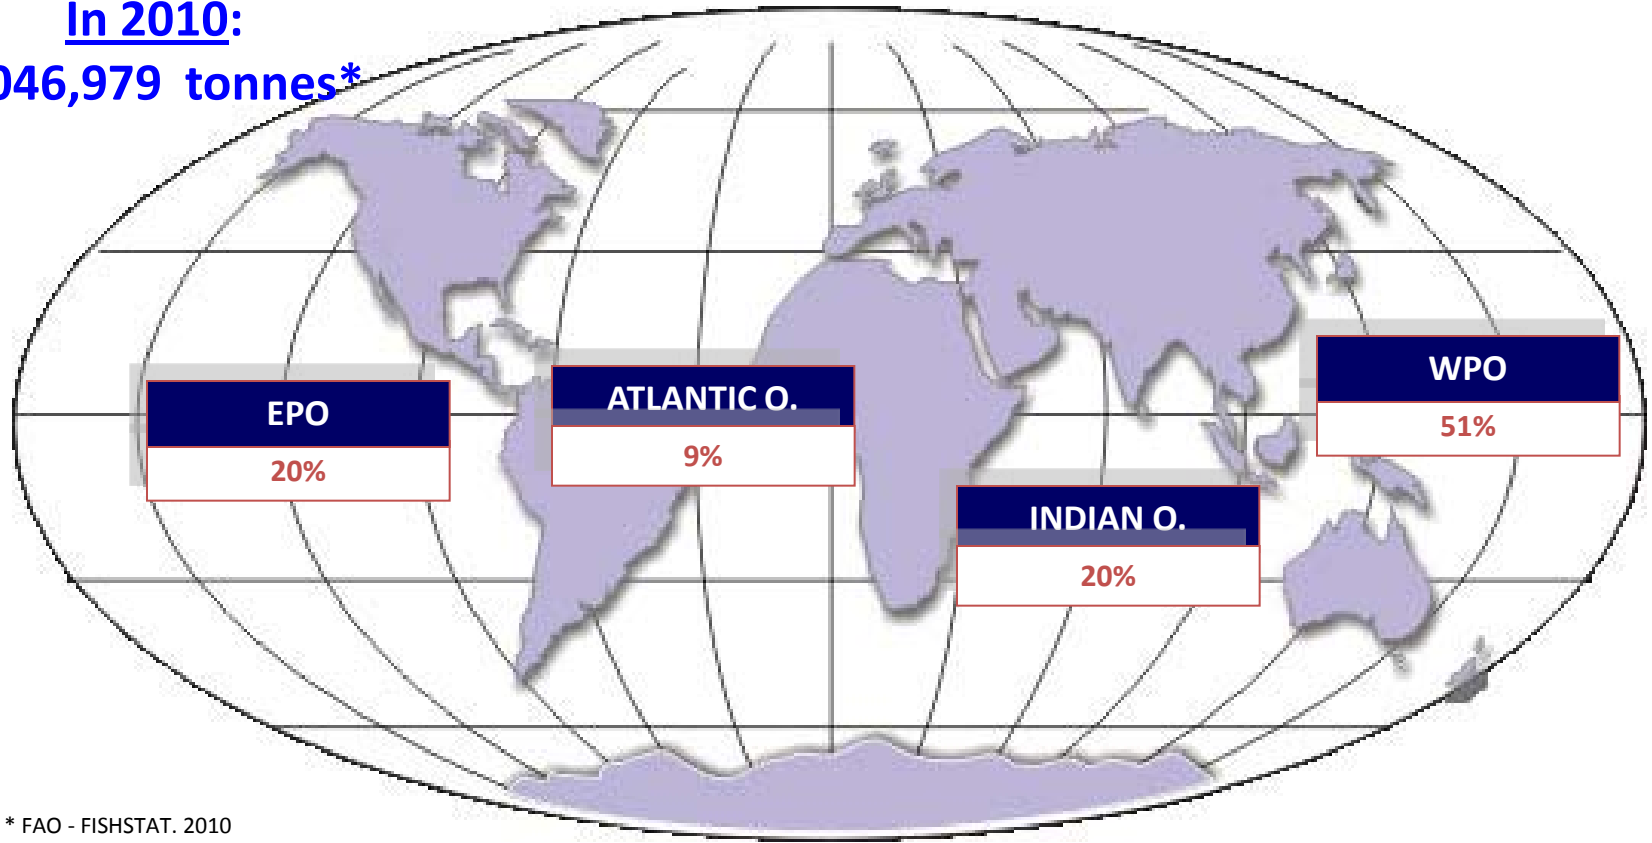 In 2010:
046,979 tonnes*
WPO
51%
ATLANTIC O.
9%
EPO
20%
INDIAN O.
20%
* FAO - FISHSTAT. 2010